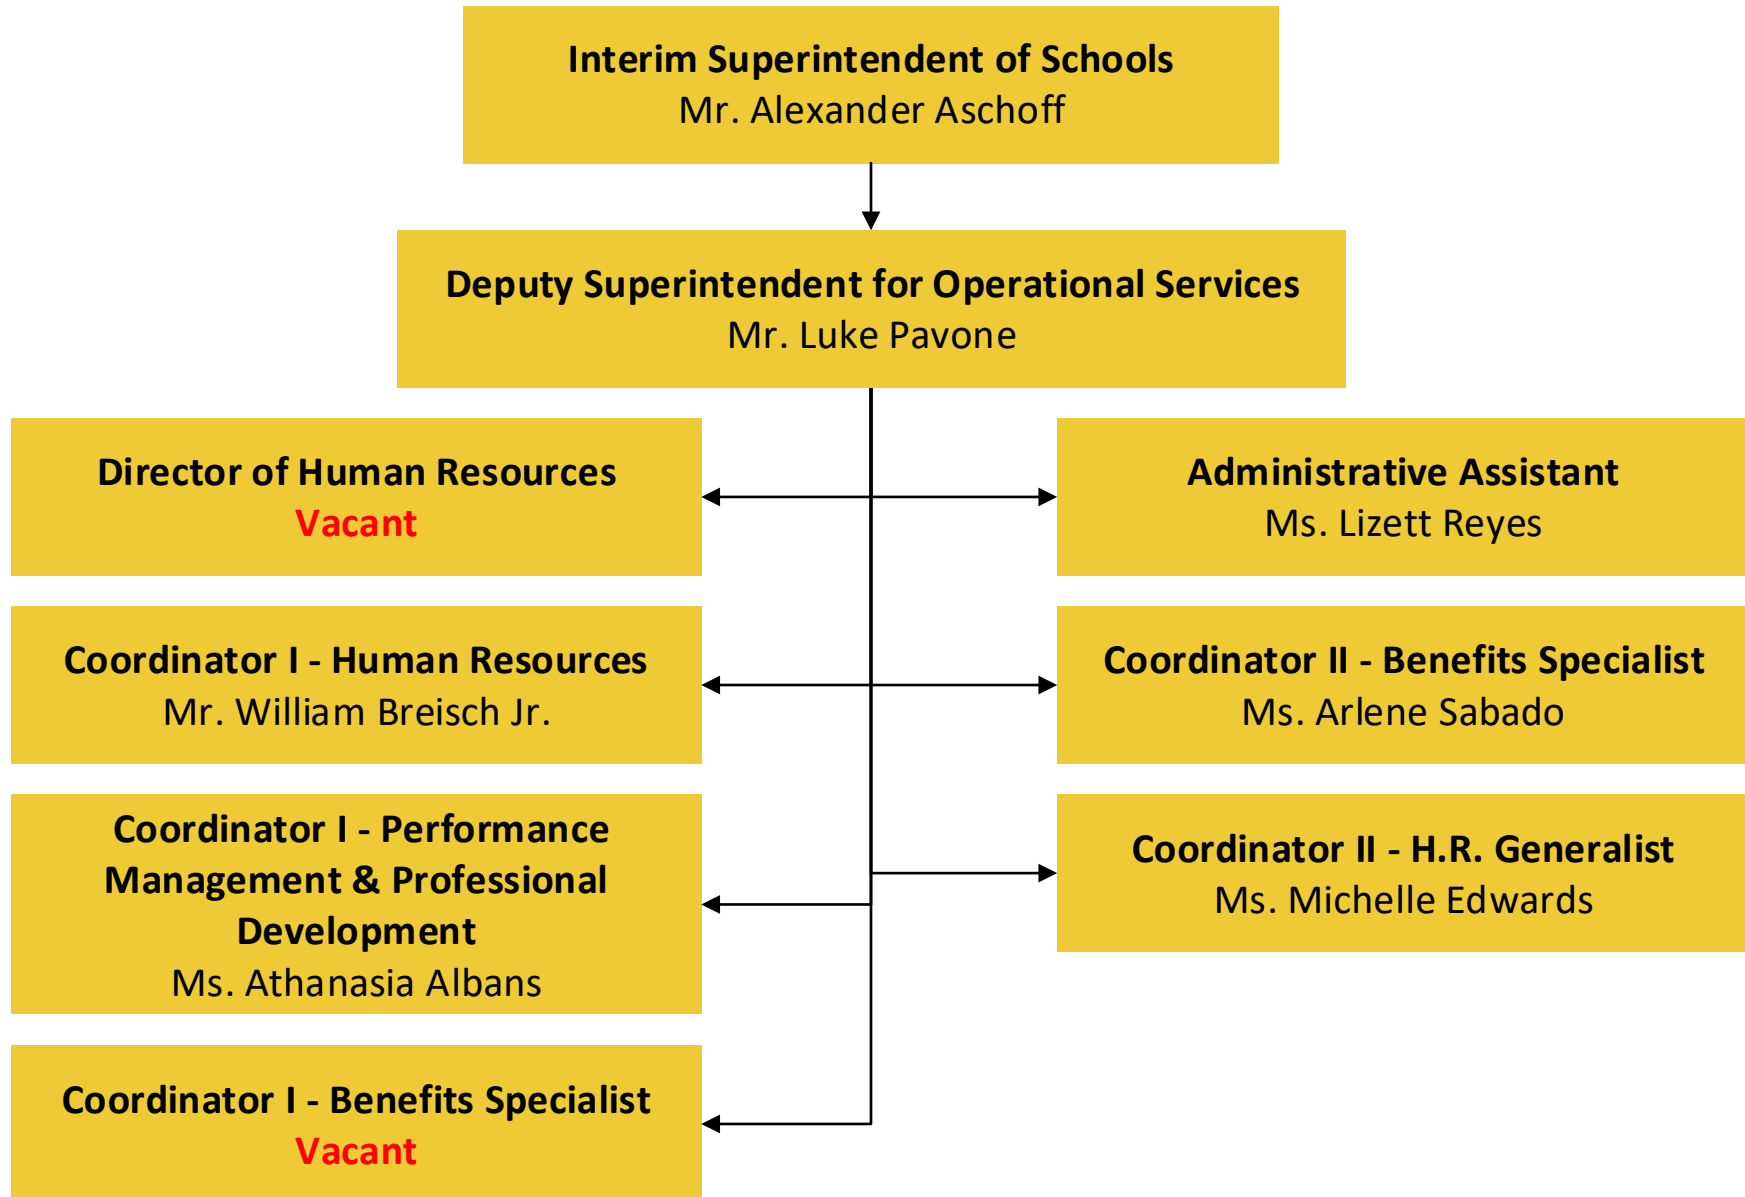 Interim Superintendent of Schools
Mr. Alexander Aschoff
Deputy Superintendent for Operational Services
Mr. Luke Pavone
Director of Human Resources
Vacant
Administrative Assistant
Ms. Lizett Reyes
Coordinator I - Human Resources
Mr. William Breisch Jr.
Coordinator II - Benefits Specialist
Ms. Arlene Sabado
Coordinator I - Performance
Management & Professional
Development
Ms. Athanasia Albans
Coordinator II - H.R. Generalist
Ms. Michelle Edwards
Coordinator I - Benefits Specialist
Vacant